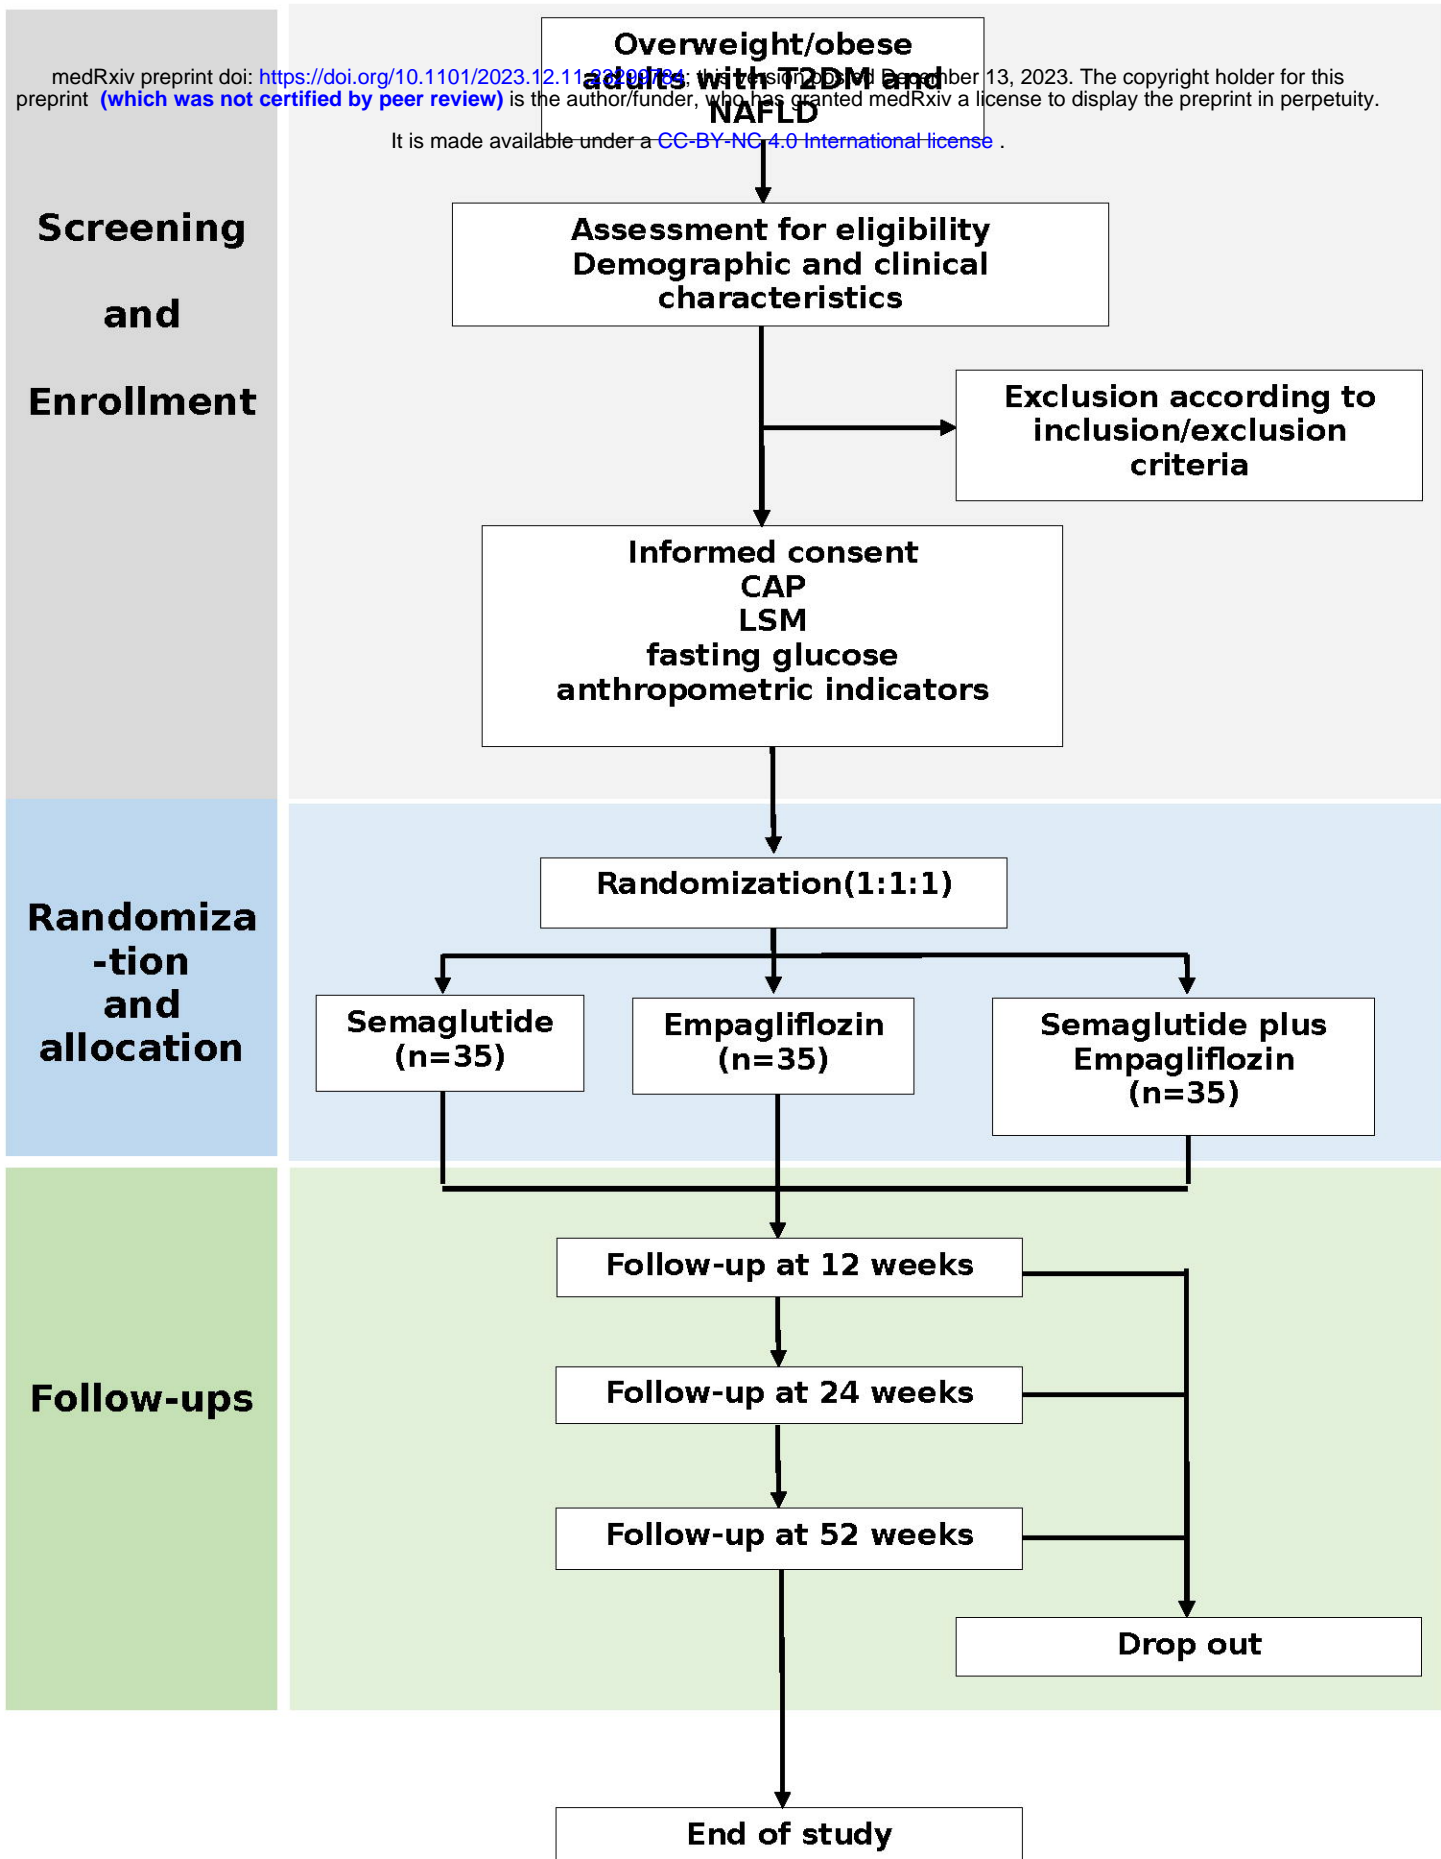 Overweight/obese
adults with T2DM and
NAFLD
medRxiv preprint doi: https://doi.org/10.1101/2023.12.11.23299784; this version posted December 13, 2023. The copyright holder for this
preprint (which was not certified by peer review) is the author/funder, who has granted medRxiv a license to display the preprint in perpetuity.
It is made available under a CC-BY-NC 4.0 International license .
Screening
and
Enrollment
Assessment for eligibility
Demographic and clinical
characteristics
Exclusion according to
inclusion/exclusion
criteria
Informed consent
CAP
LSM
fasting glucose
anthropometric indicators
Randomiza
-tion
and
allocation
Randomization(1:1:1)
Semaglutide
(n=35)
Empagliflozin
(n=35)
Semaglutide plus
Empagliflozin
(n=35)
Follow-ups
Follow-up at 12 weeks
Follow-up at 24 weeks
Follow-up at 52 weeks
Drop out
End of study